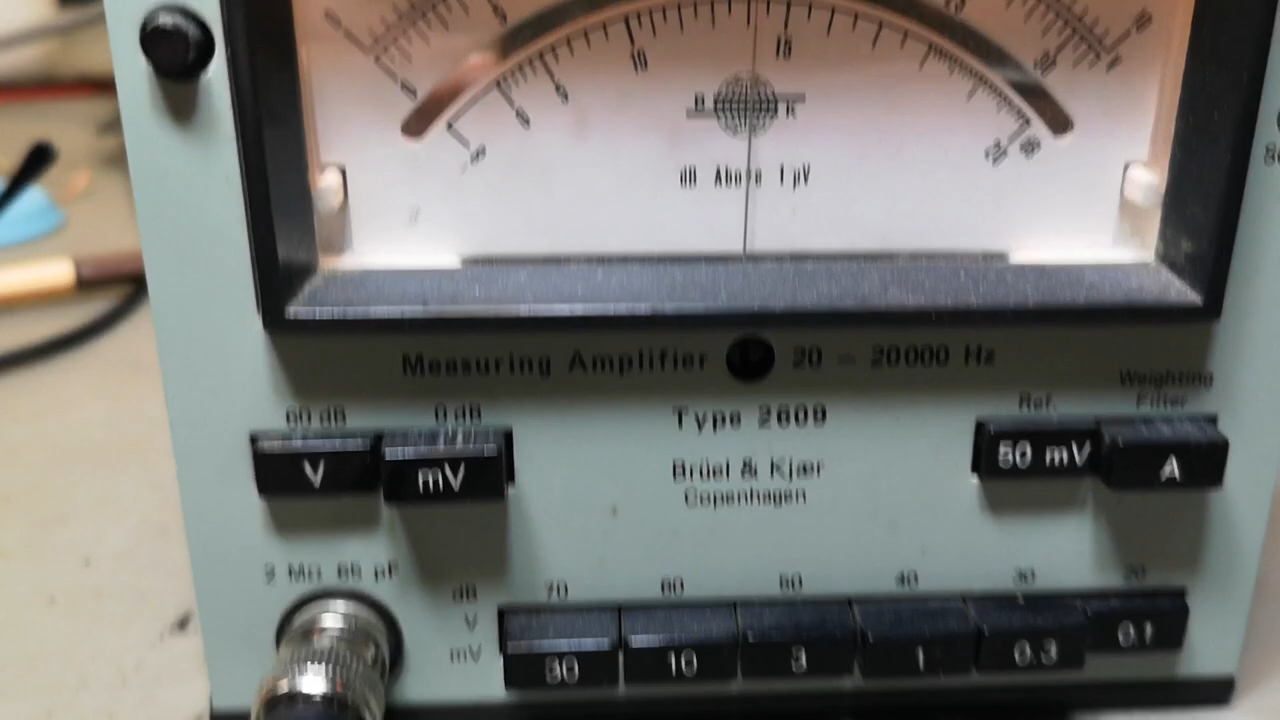 10
15
B K
dB Above 1 µV
Measuring Amplifier 20 - 20000 Hz
Weighting
60 dB 0 dB Ref. Filter
Type 2609
V mV 50 mV A
Brüel & Kjær
Copenhagen
2 MΩ 65 pF
dB 70 60 50 40 30 20
V
mV 30 10 3 1 0.3 0.1